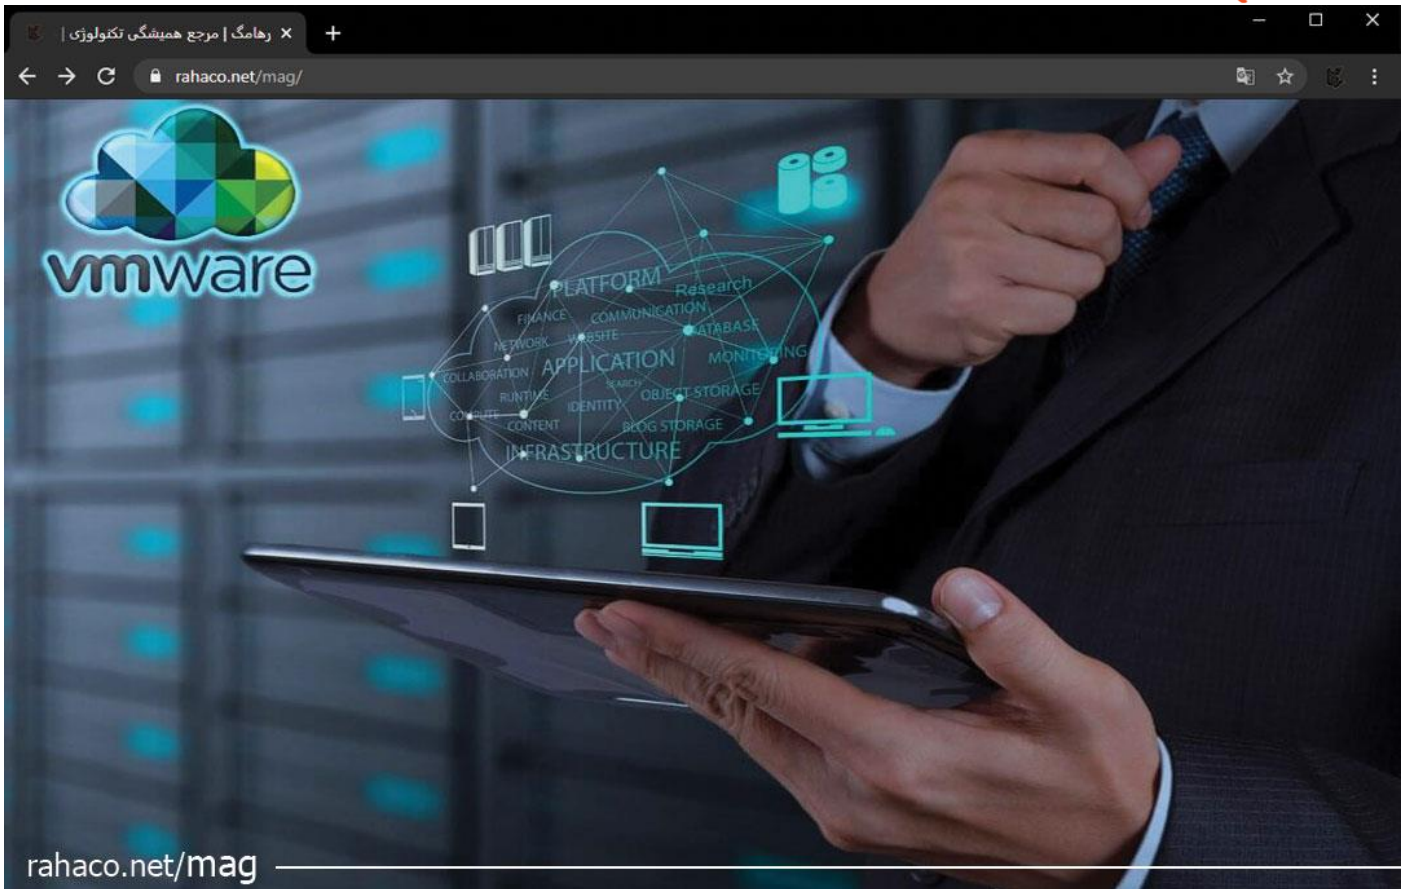 رهامگ | مرجع همیشگی تکنولوژی |
rahaco.net/mag/
vmware
PLATFORM
Research
FINANCE
COMMUNICATION
NETWORK
WEBSITE
DATABASE
COLLABORATION
APPLICATION
MONITORING
SEARCH
RUNTIME
IDENTITY
OBJECT STORAGE
COMPUTE
CONTENT
BLOG STORAGE
INFRASTRUCTURE
rahaco.net/mag